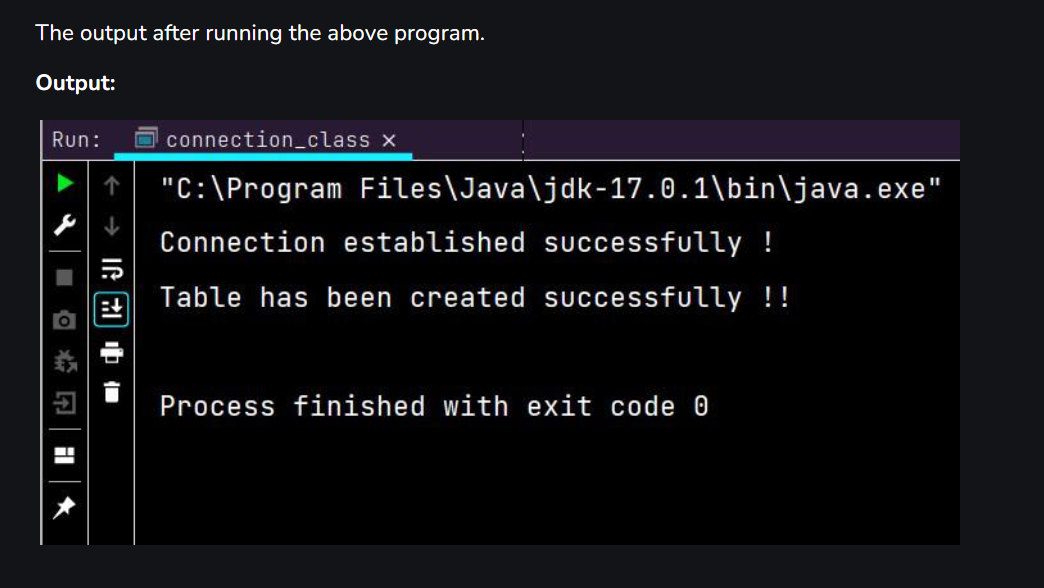 The output after running the above program.
Output:
Run: connection_class ×
"C:\Program Files\Java\jdk-17.0.1\bin\java.exe"
Connection established successfully !
Table has been created successfully !!
Process finished with exit code 0